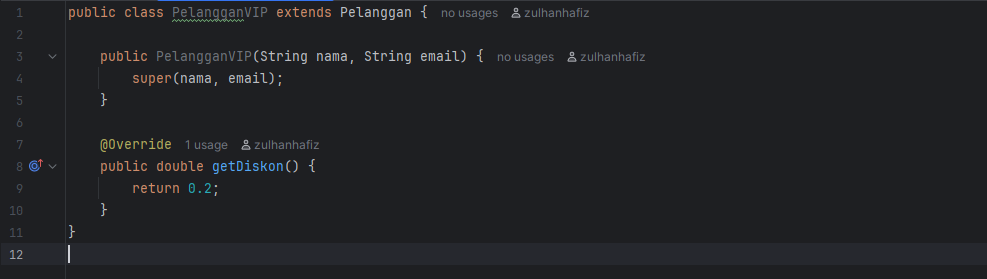 1 public class PelangganVIP extends Pelanggan { no usages zulhanhafiz
2
3 public PelangganVIP(String nama, String email) { no usages zulhanhafiz
4 super(nama, email);
5 }
6
7 @Override 1 usage zulhanhafiz
8 public double getDiskon() {
9 return 0.2;
10 }
11 }
12